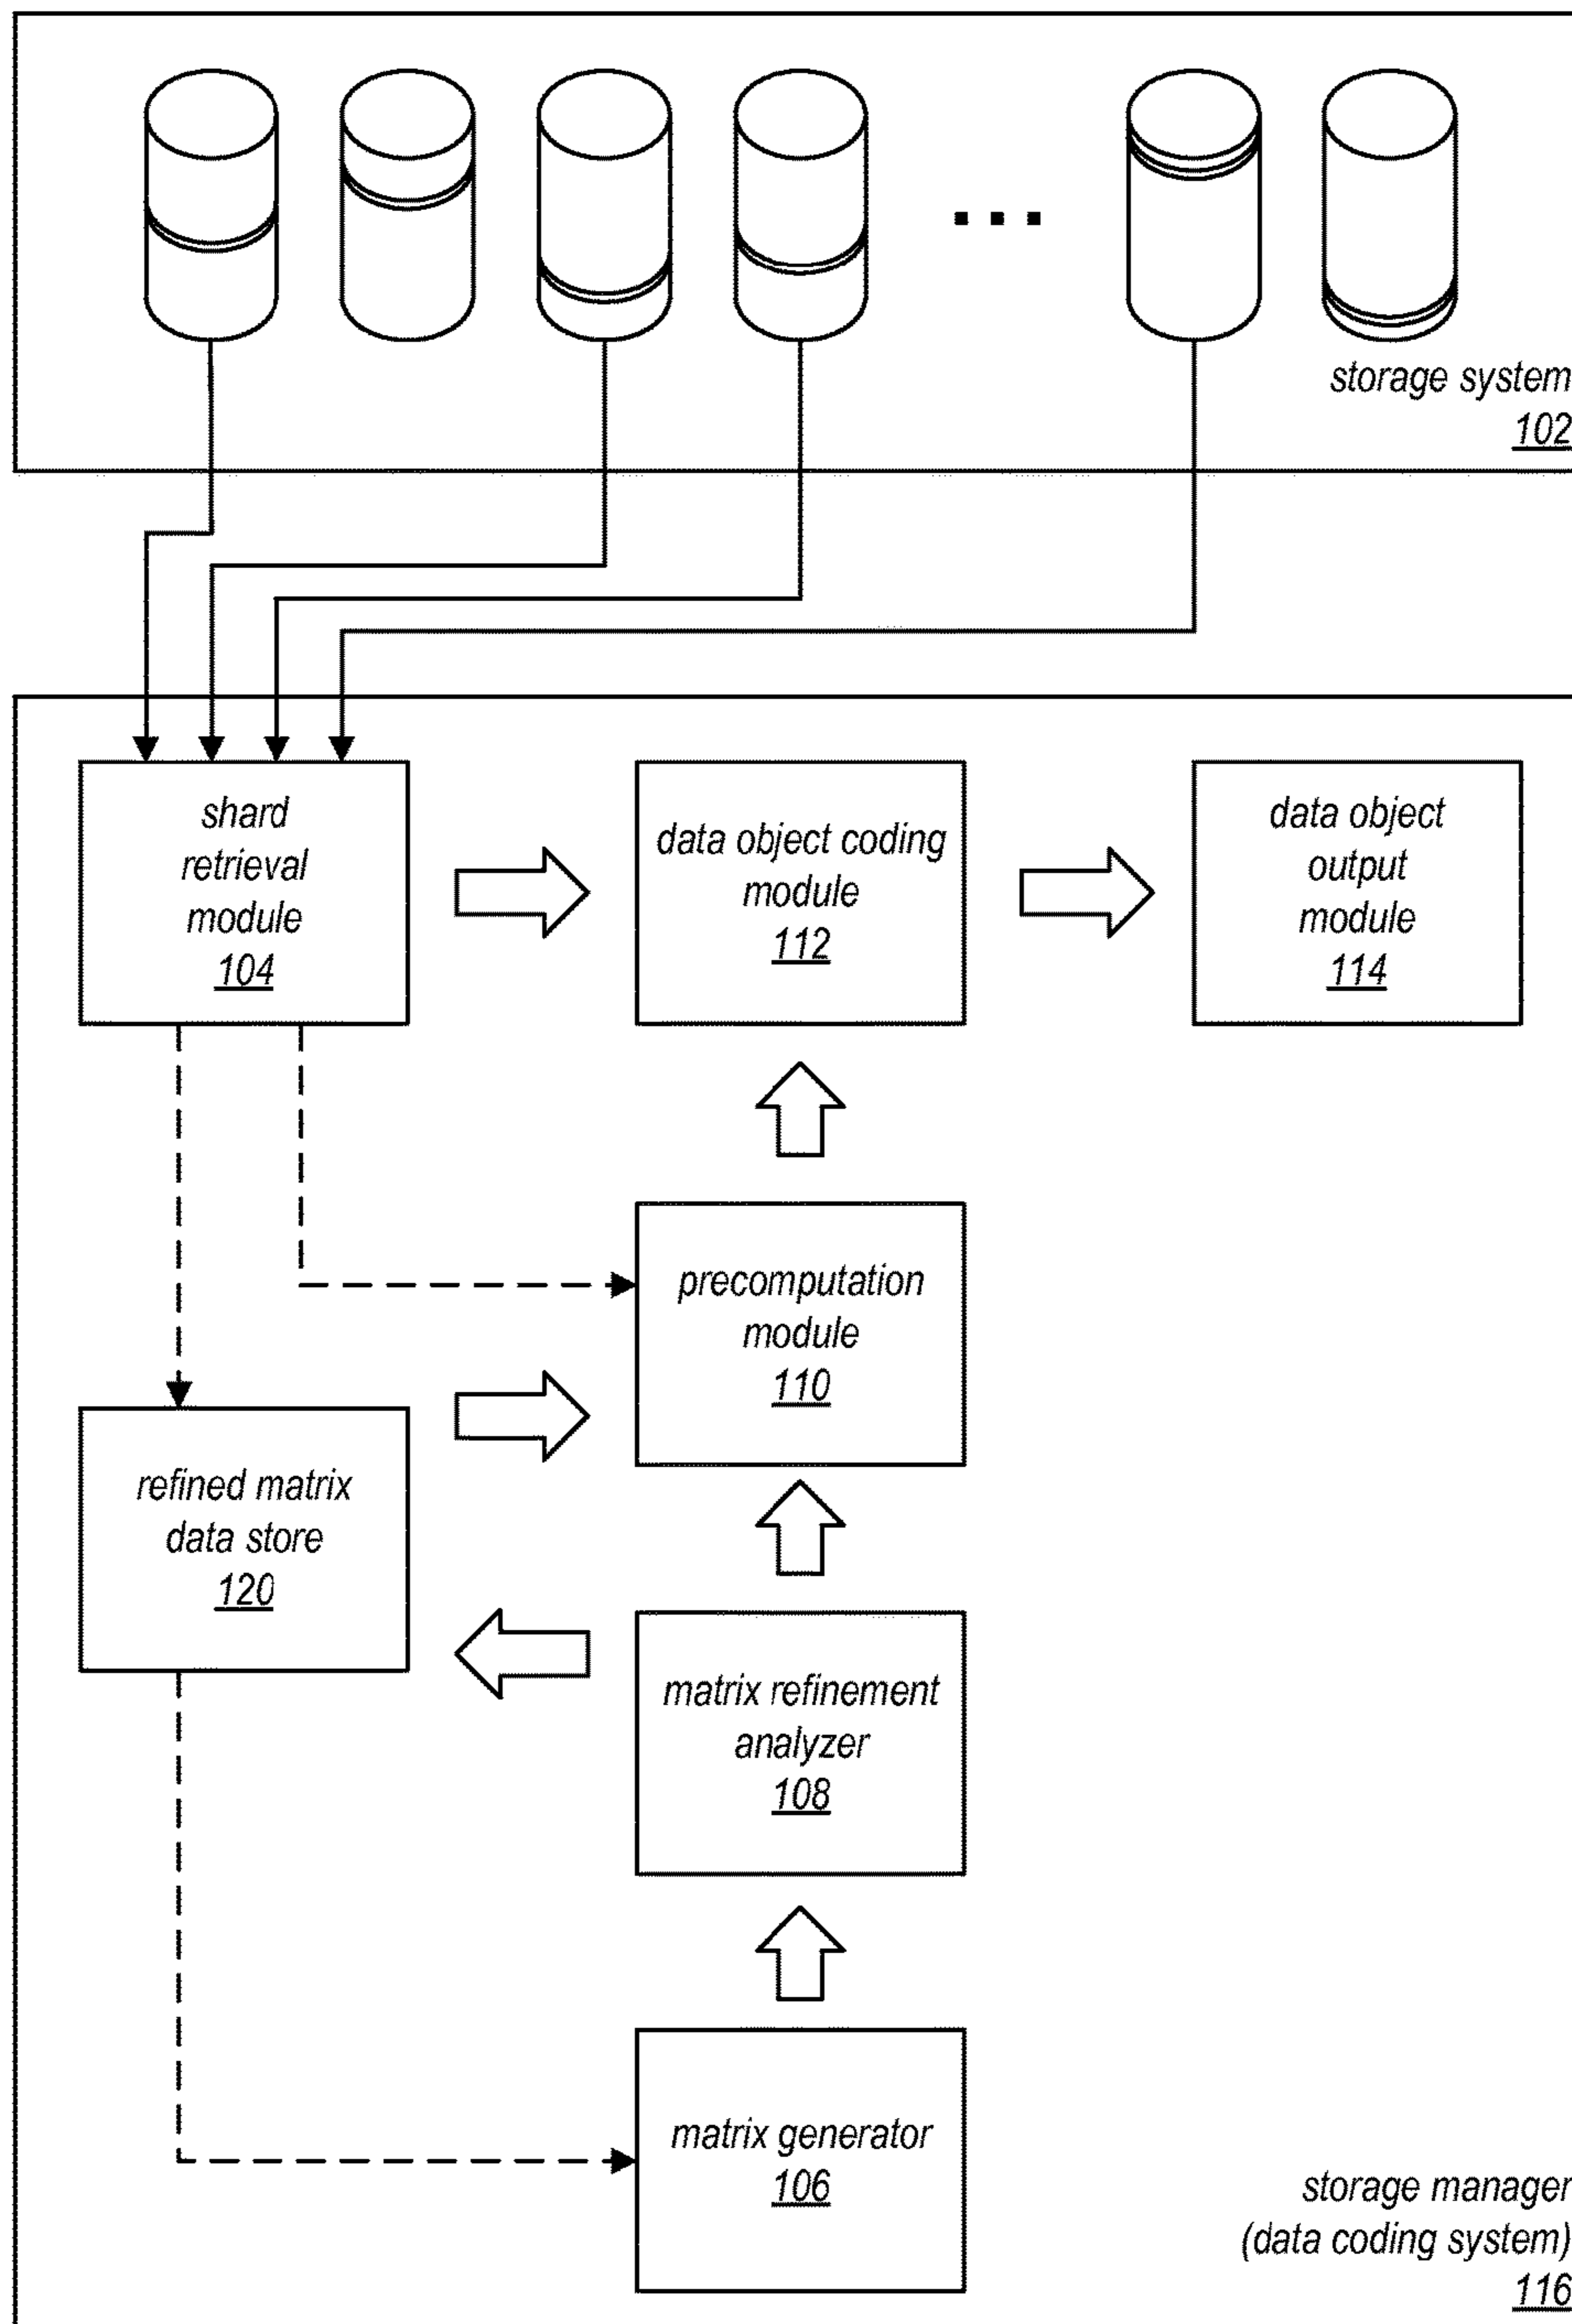 storage system
102
shard
retrieval
module
104
data object coding
module
112
data object
output
module
114
precomputation
module
110
refined matrix
data store
120
matrix refinement
analyzer
108
matrix generator
106
storage manager
(data coding system)
116